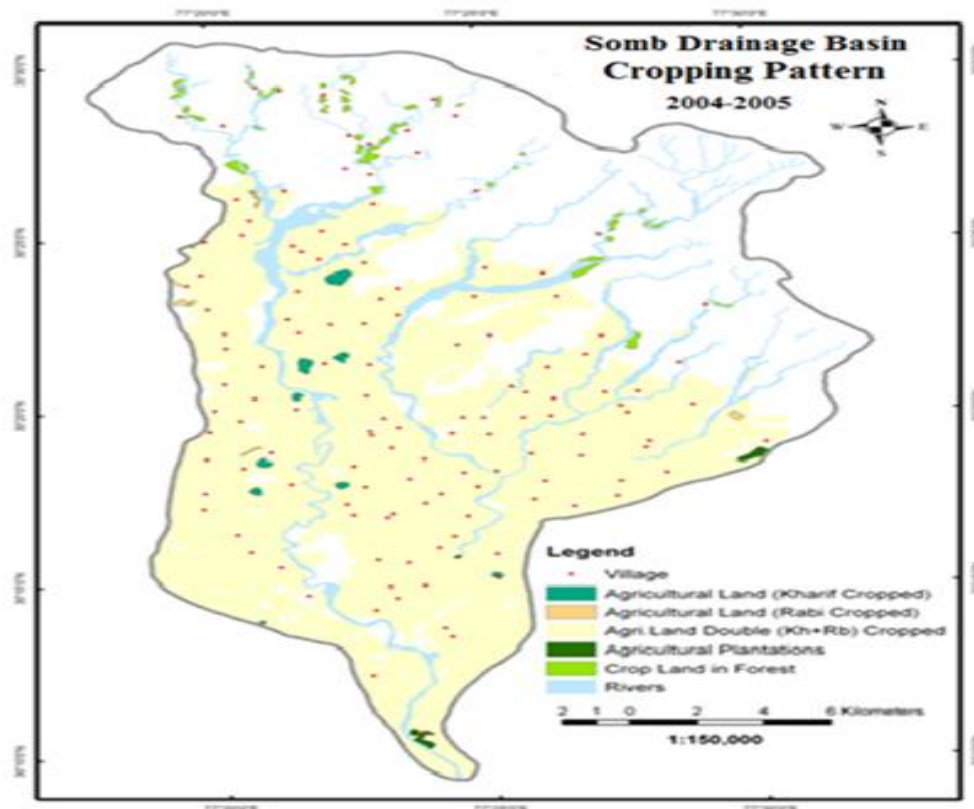 Somb Drainage Basin
Cropping Pattern
2004-2005
N
W E
S
Legend
Village
Agricultural Land (Kharif Cropped)
Agricultural Land (Rabi Cropped)
Agri.Land Double (Kh+Rb) Cropped
Agricultural Plantations
Crop Land in Forest
Rivers
2 1 0 2 4 6 Kilometers
1:150,000